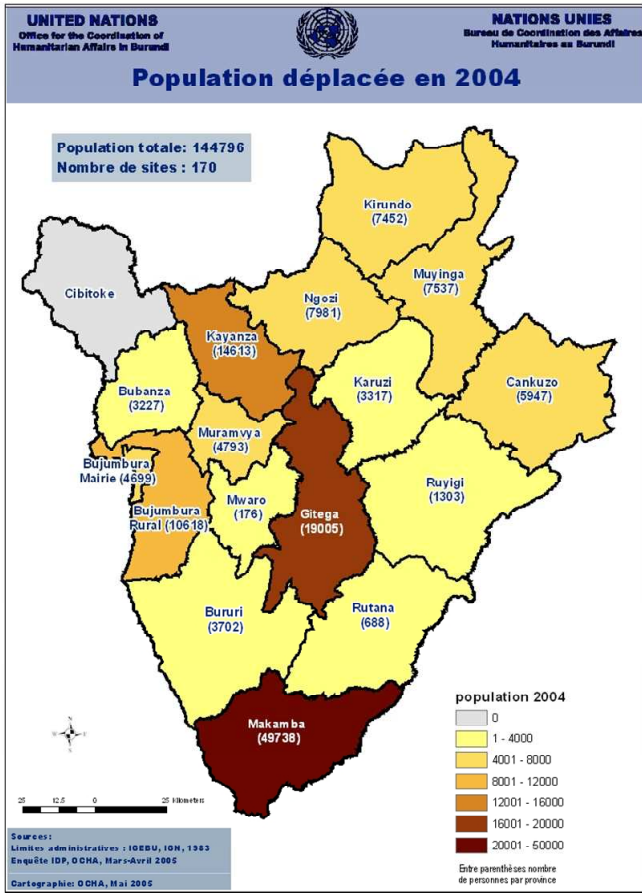 UNITED NATIONS
Office for the Coordination of
Humanitarian Affairs in Burundi
NATIONS UNIES
Bureau de Coordination des Affaires
Humanitaires au Burundi
Population déplacée en 2004
Population totale: 144796
Nombre de sites : 170
Kirundo
(7452)
Muyinga
(7537)
Cibitoke
Ngozi
(7981)
Kayanza
(14613)
Bubanza
(3227)
Karuzi
(3317)
Cankuzo
(5947)
Muramvya
(4793)
Bujumbura
Mairie (4699)
Bujumbura
Rural (10618)
Mwaro
(176)
Gitega
(19005)
Ruyigi
(1303)
Bururi
(3702)
Rutana
(688)
Makamba
(49738)
population 2004
0
1 - 4000
4001 - 8000
8001 - 12000
12001 - 16000
16001 - 20000
20001 - 50000
Entre parenthèses nombre
de personnes par province
25 12.5 0 25 kilometers
Sources:
Limites administratives : IGEBU, IGN, 1983
Enquête IDP, OCHA, Mars-Avril 2005
Cartographie: OCHA, Mai 2005